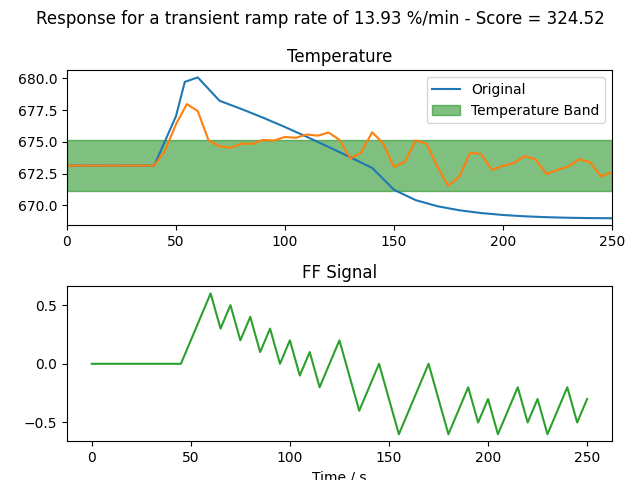 Response for a transient ramp rate of 13.93 %/min - Score = 324.52
Temperature
680.0
677.5
675.0
672.5
670.0
Original
Temperature Band
0 50 100 150 200 250
FF Signal
0.5
0.0
−0.5
0 50 100 150 200 250
Time / s